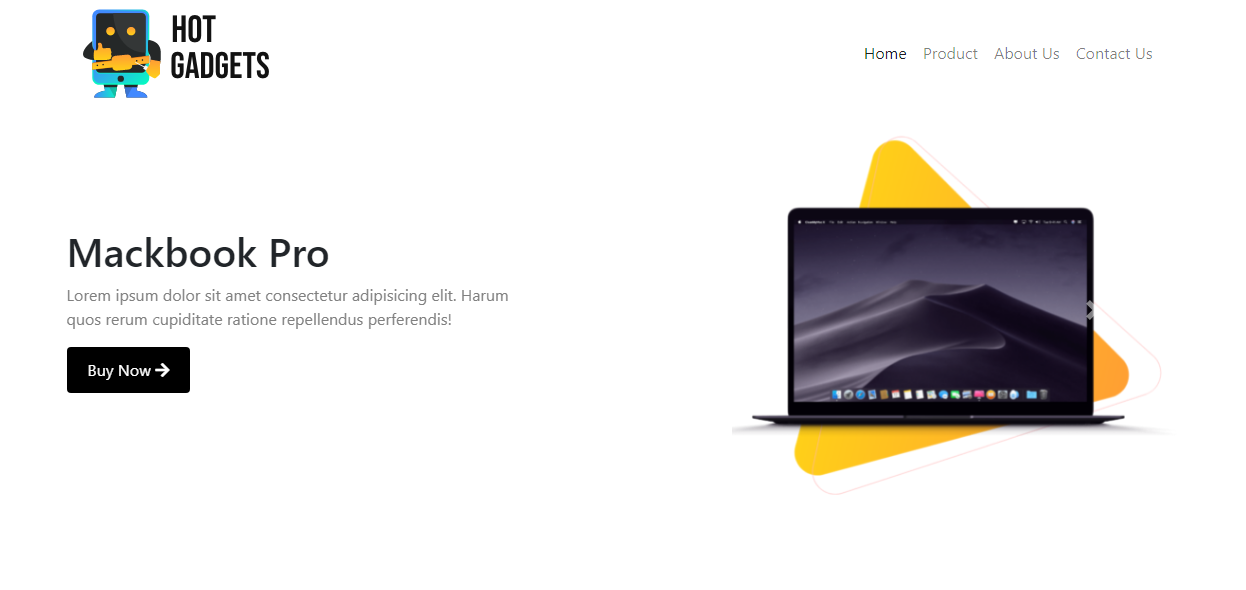 HOT
GADGETS
Home Product About Us Contact Us
Mackbook Pro
Lorem ipsum dolor sit amet consectetur adipisicing elit. Harum
quos rerum cupiditate ratione repellendus perferendis!
Buy Now